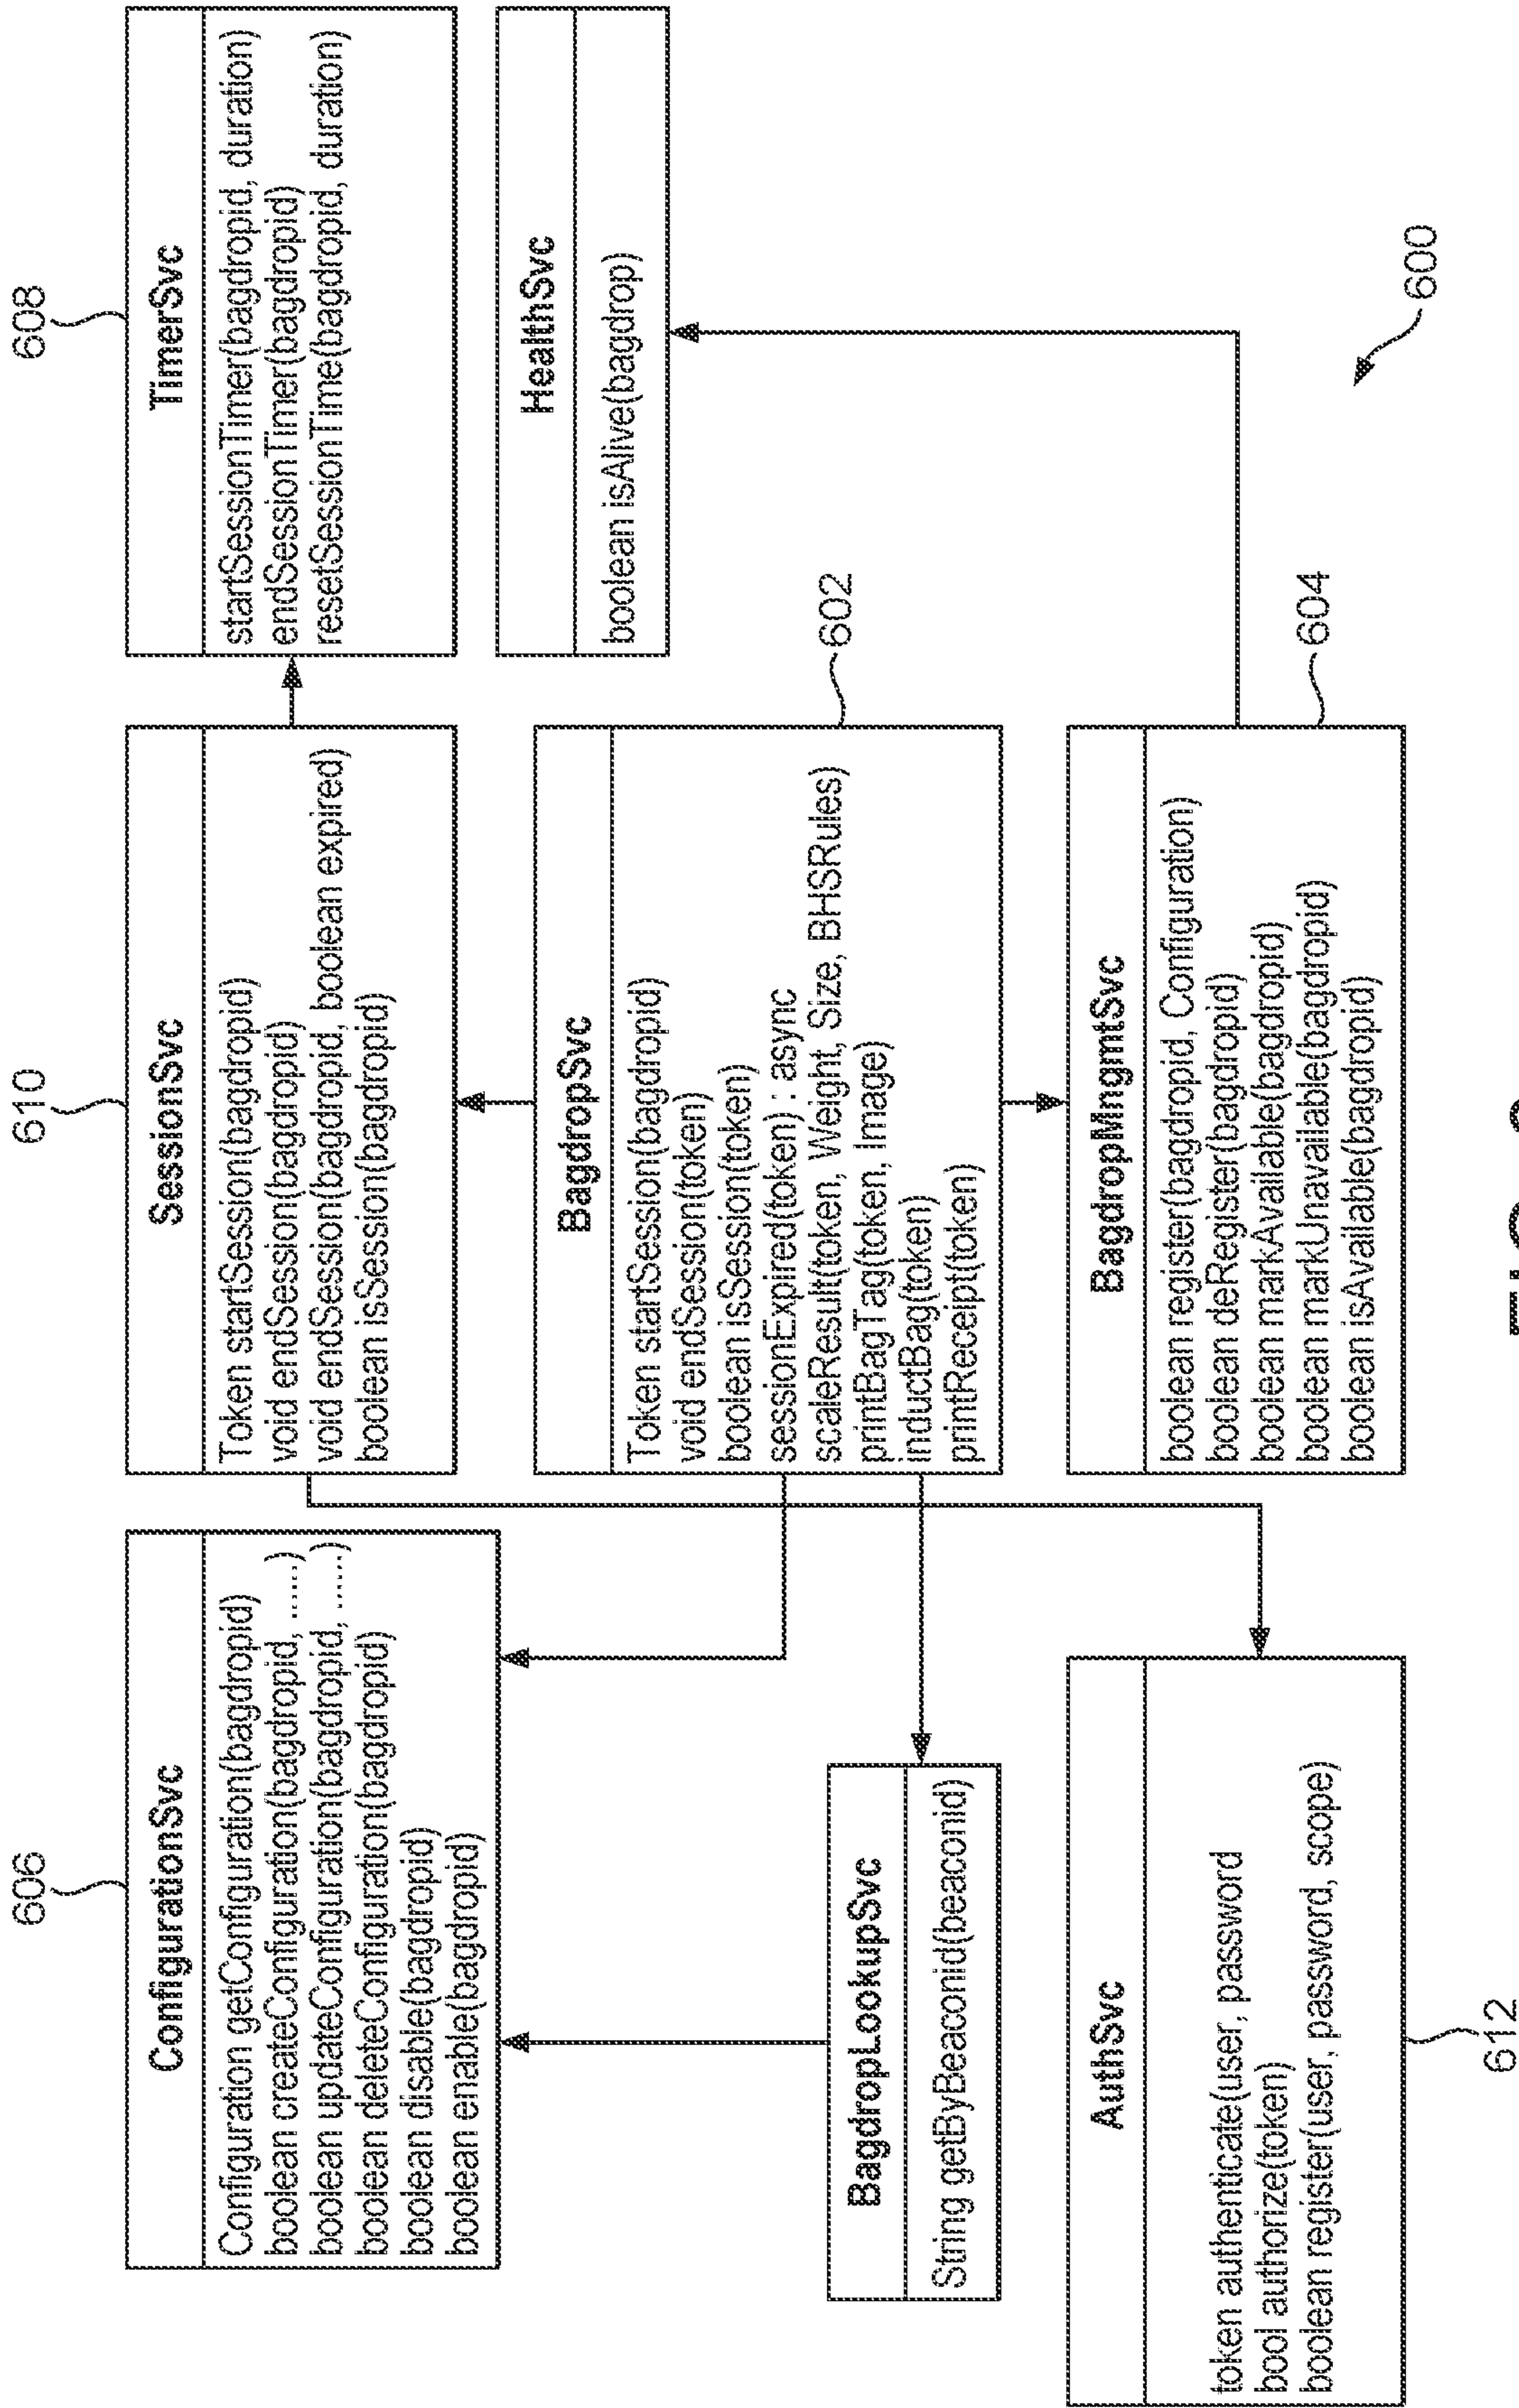 606
ConfigurationSvc
Configuration getConfiguration(bagdropid)
boolean createConfiguration(bagdropid, ......)
boolean updateConfiguration(bagdropid, ......)
boolean deleteConfiguration(bagdropid)
boolean disable(bagdropid)
boolean enable(bagdropid)
610
SessionSvc
Token startSession(bagdropid)
void endSession(bagdropid)
void endSession(bagdropid, boolean expired)
boolean isSession(bagdropid)
608
TimerSvc
startSessionTimer(bagdropid, duration)
endSessionTimer(bagdropid)
resetSessionTime(bagdropid, duration)
BagdropLookupSvc
String getByBeaconid(beaconid)
BagdropSvc
Token startSession(bagdropid)
void endSession(token)
boolean isSession(token)
sessionExpired(token) : async
scaleResult(token, Weight, Size, BHSRules)
printBagTag(token, Image)
inductBag(token)
printReceipt(token)
602
HealthSvc
boolean isAlive(bagdrop)
AuthSvc
token authenticate(user, password
bool authorize(token)
boolean register(user, password, scope)
612
BagdropMngmtSvc
boolean register(bagdropid, Configuration)
boolean deRegister(bagdropid)
boolean markAvailable(bagdropid)
boolean markUnavailable(bagdropid)
boolean isAvailable(bagdropid)
604
600